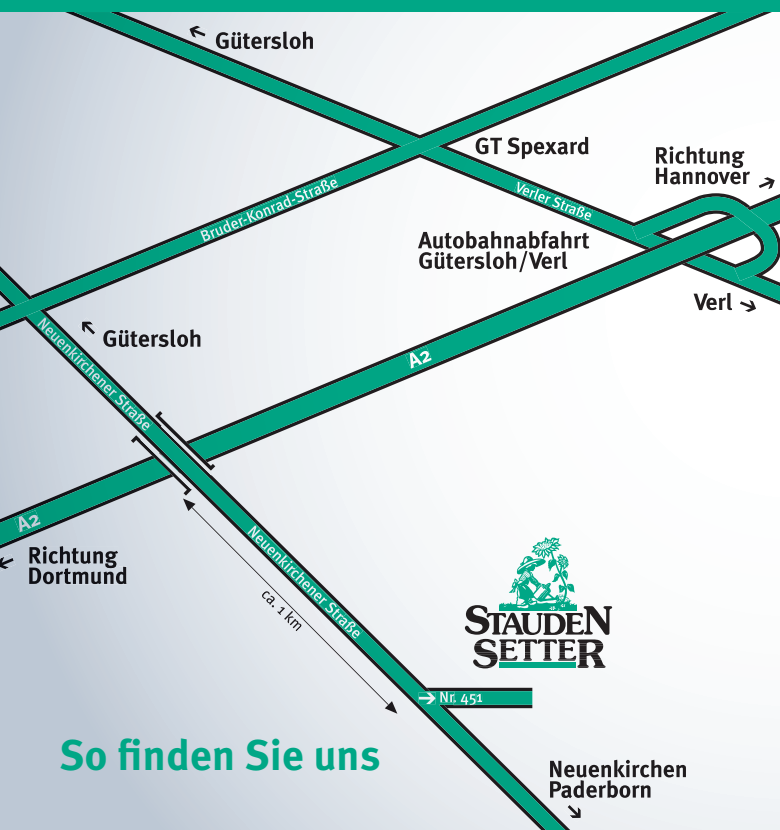 ← Gütersloh
GT Spexard
Richtung
Hannover →
Bruder-Konrad-Straße
Verler Straße
Autobahnabfahrt
Gütersloh/Verl
Verl →
Gütersloh
Neuenkirchener Straße
A2
A2
Richtung
Dortmund
Neuenkirchener Straße
ca. 1 km
STAUDEN
SETTER
→ Nr. 451
So finden Sie uns
Neuenkirchen
Paderborn